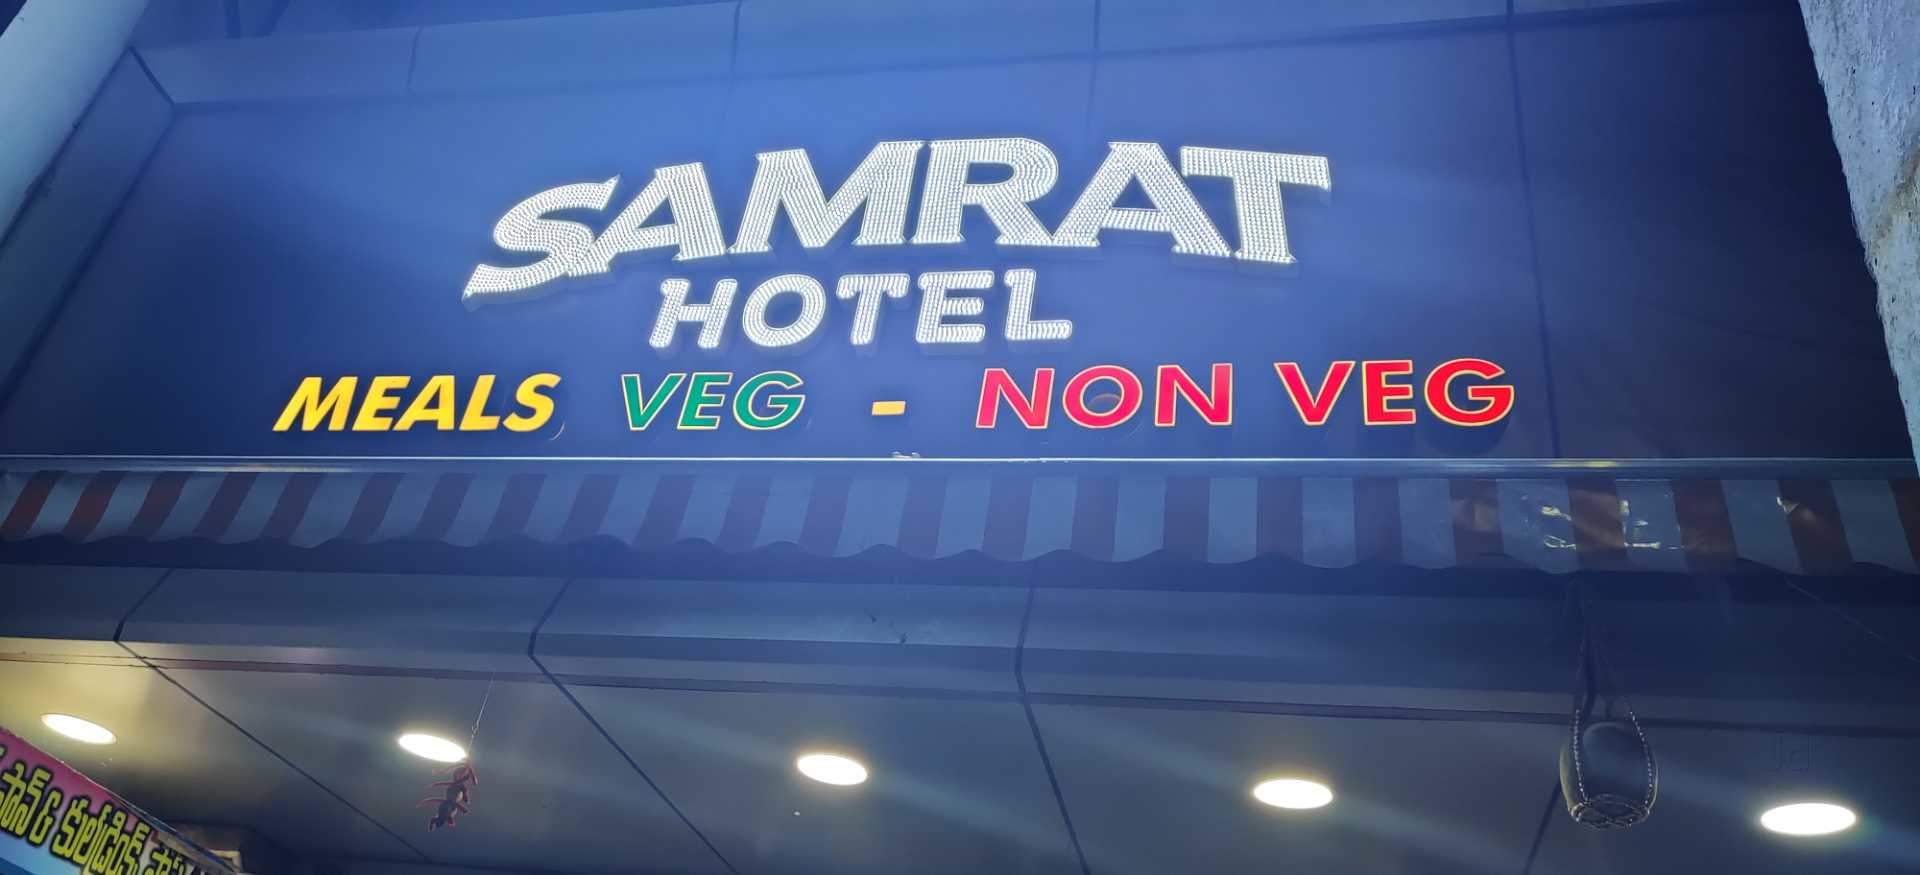 SAMRAT
HOTEL
MEALS VEG - NON VEG
పాన్ & కూల్డ్రింక్స్